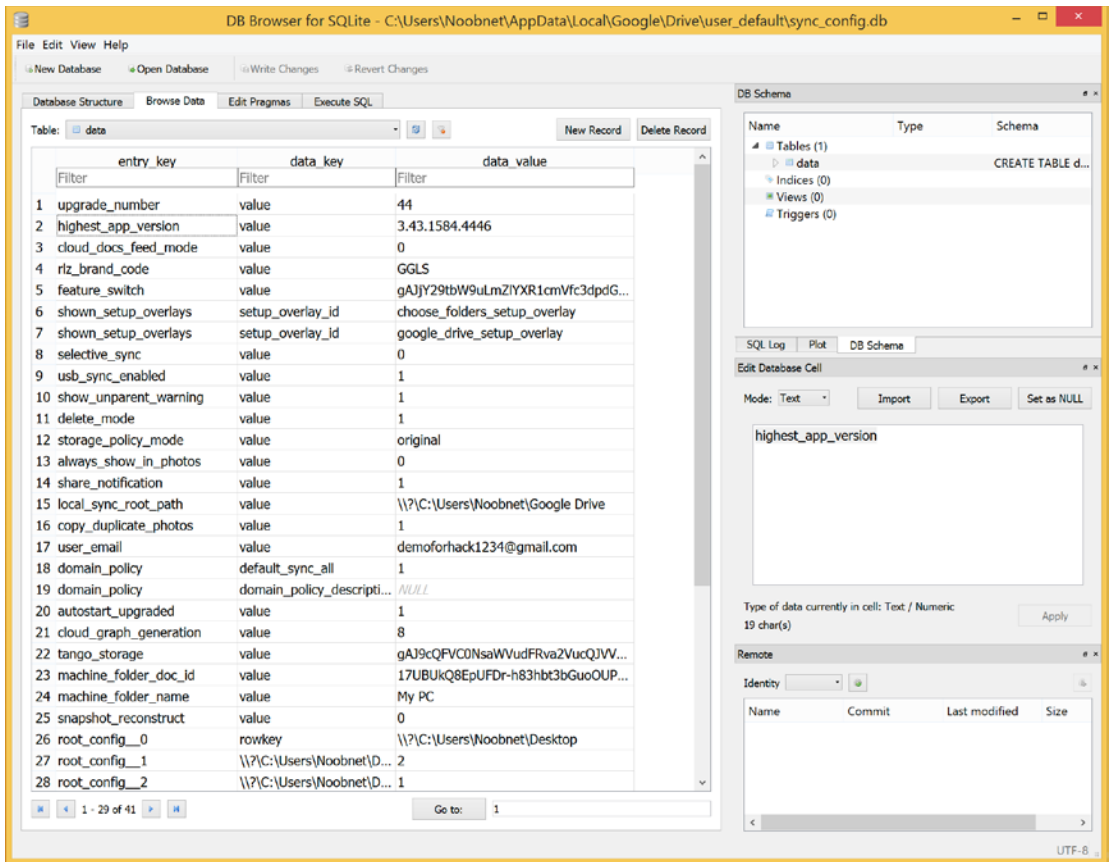 DB Browser for SQLite - C:\Users\Noobnet\AppData\Local\Google\Drive\user_default\sync_config.db
File Edit View Help
New Database Open Database Write Changes Revert Changes
Database Structure Browse Data Edit Pragmas Execute SQL
Table: data New Record Delete Record
entry_key data_key data_value
Filter Filter Filter
1 upgrade_number value 44
2 highest_app_version value 3.43.1584.4446
3 cloud_docs_feed_mode value 0
4 rlz_brand_code value GGLS
5 feature_switch value
6 shown_setup_overlays setup_overlay_id choose_folders_setup_overlay
7 shown_setup_overlays setup_overlay_id google_drive_setup_overlay
8 selective_sync value 0
9 usb_sync_enabled value 1
10 show_unparent_warning value 1
11 delete_mode value 1
12 storage_policy_mode value original
13 always_show_in_photos value 0
14 share_notification value 1
15 local_sync_root_path value \\?\C:\Users\Noobnet\Google Drive
16 copy_duplicate_photos value 1
17 user_email value demoforhack1234@gmail.com
18 domain_policy default_sync_all 1
19 domain_policy domain_policy_descripti... NULL
20 autostart_upgraded value 1
21 cloud_graph_generation value 8
22 tango_storage value
23 machine_folder_doc_id value 17UBUkQ8EpUFDr-h83hbt3bGuoOUP...
24 machine_folder_name value My PC
25 snapshot_reconstruct value 0
26 root_config__0 rowkey \\?\C:\Users\Noobnet\Desktop
27 root_config__1 \\?\C:\Users\Noobnet\D... 2
28 root_config__2 \\?\C:\Users\Noobnet\D... 1
1 - 29 of 41 Go to: 1
DB Schema
Name Type Schema
Tables (1)
data CREATE TABLE d...
Indices (0)
Views (0)
Triggers (0)
SQL Log Plot DB Schema
Edit Database Cell
Mode: Text Import Export Set as NULL
highest_app_version
Type of data currently in cell: Text / Numeric
19 char(s)
Apply
Remote
Identity
Name Commit Last modified Size
UTF-8